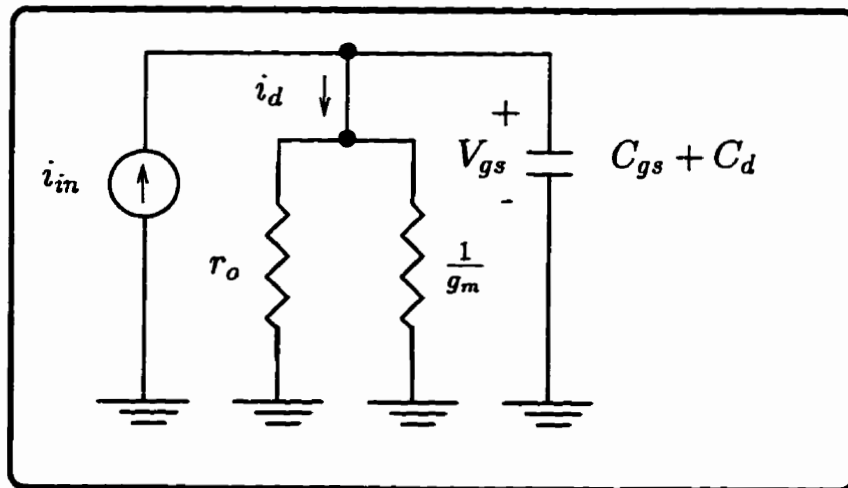 i_d
i_in
+
V_gs
-
C_gs + C_d
r_o
1/g_m